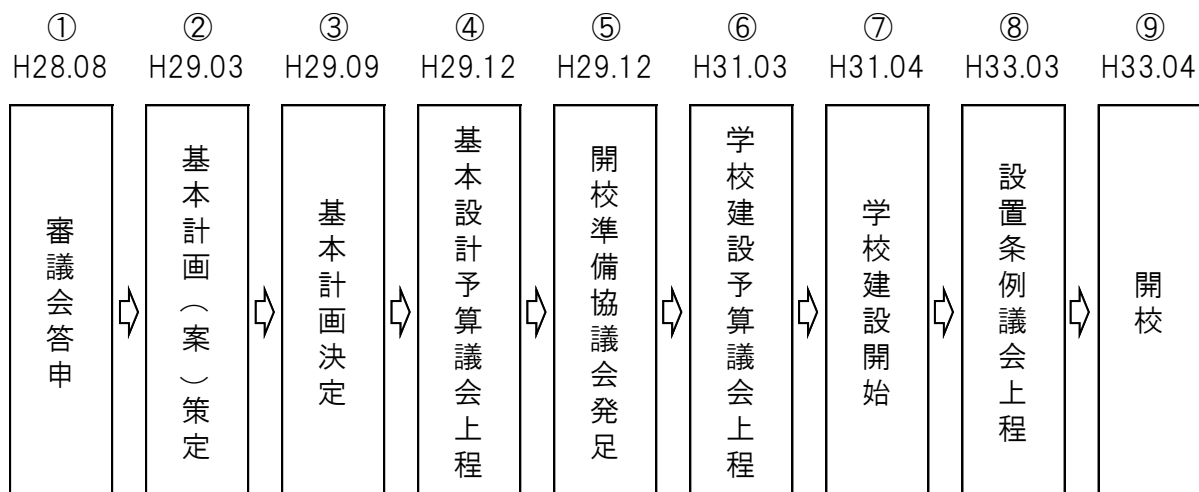 ① ② ③ ④ ⑤ ⑥ ⑦ ⑧ ⑨
H28.08 H29.03 H29.09 H29.12 H29.12 H31.03 H31.04 H33.03 H33.04
審議会答申
基本計画（案）策定
基本計画決定
基本設計予算議会上程
開校準備協議会発足
学校建設予算議会上程
学校建設開始
設置条例議会上程
開校